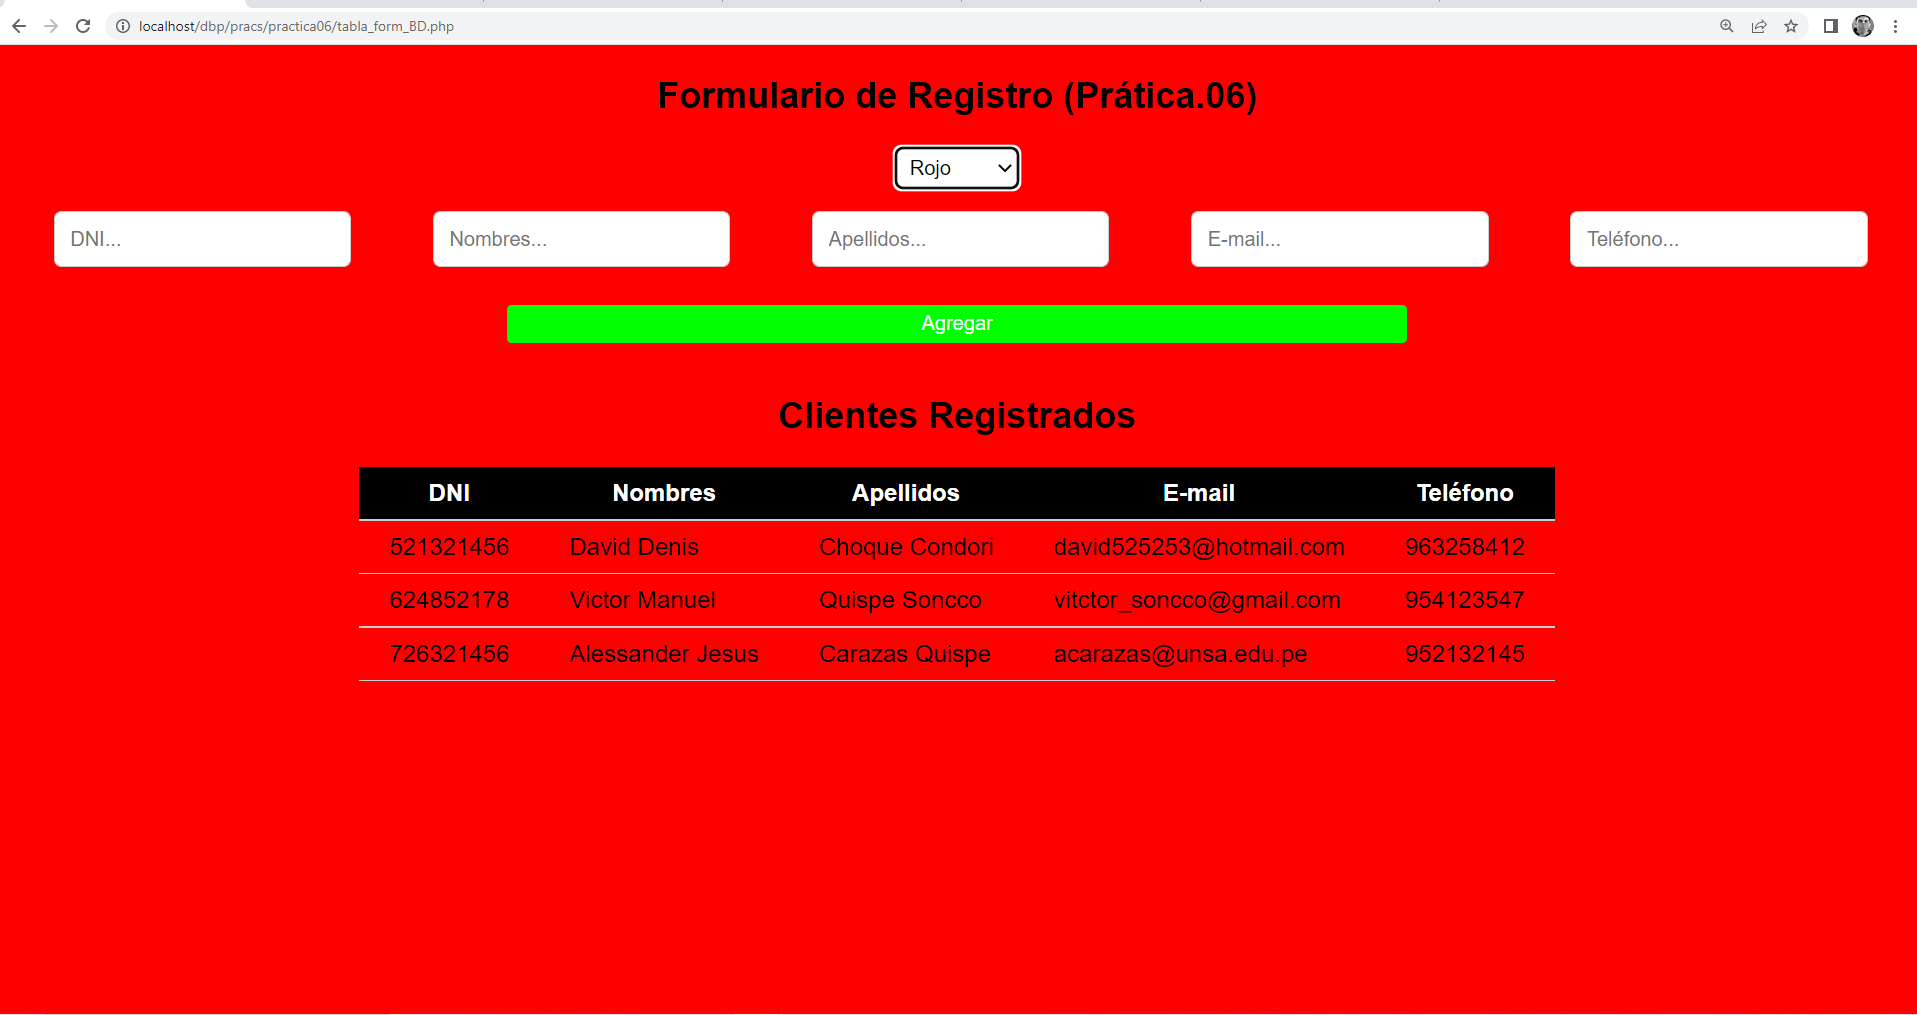 localhost/dbp/pracs/practica06/tabla_form_BD.php
Formulario de Registro (Prática.06)
Rojo
DNI... Nombres... Apellidos... E-mail... Teléfono...
Agregar
Clientes Registrados
DNI Nombres Apellidos E-mail Teléfono
521321456 David Denis Choque Condori david525253@hotmail.com 963258412
624852178 Victor Manuel Quispe Soncco vitctor_soncco@gmail.com 954123547
726321456 Alessander Jesus Carazas Quispe acarazas@unsa.edu.pe 952132145